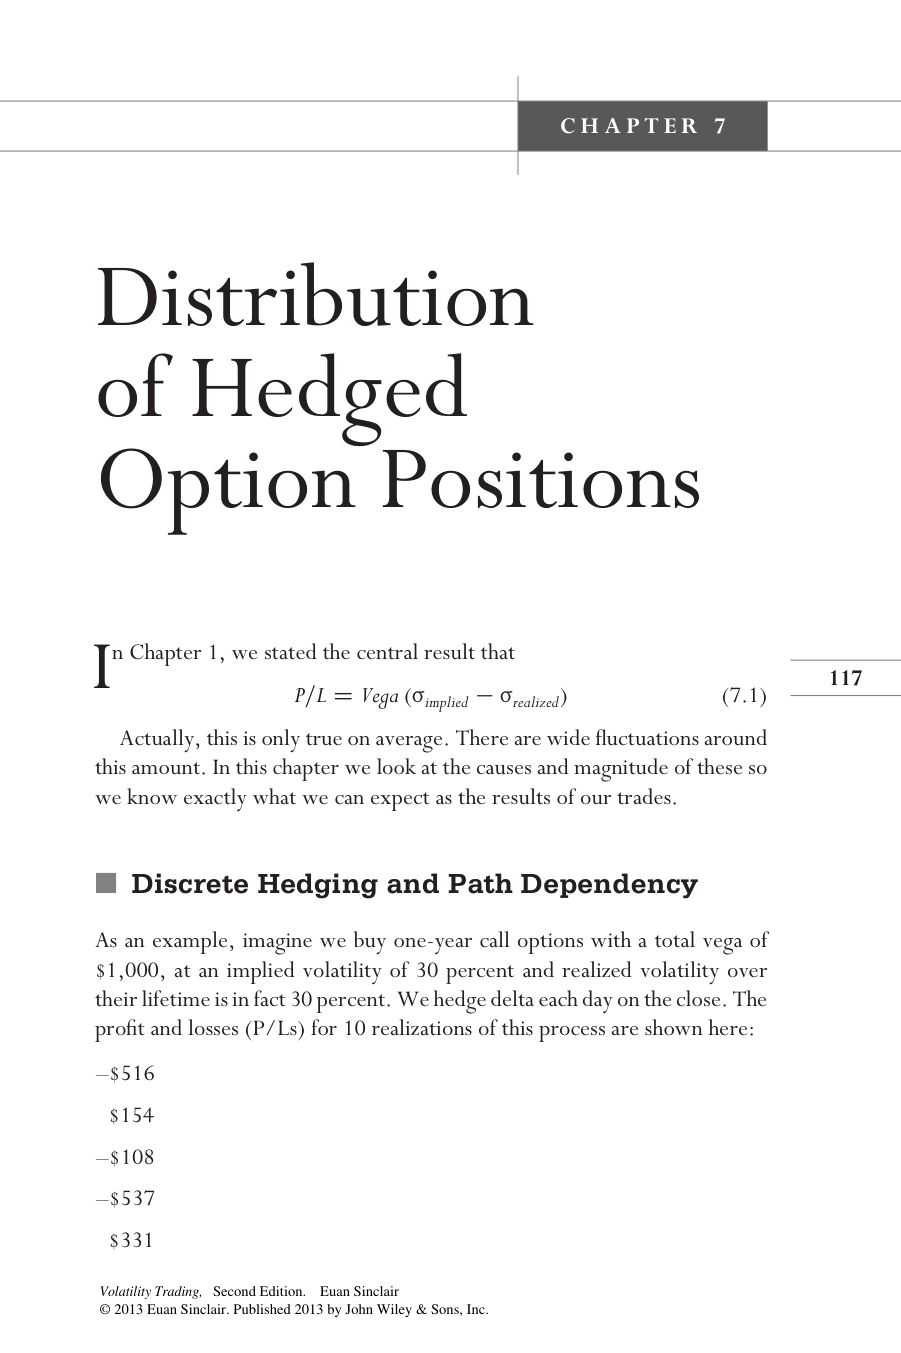 CHAPTER 7
Distribution
of Hedged
Option Positions
In Chapter 1, we stated the central result that
117
P/L = Vega (σimplied − σrealized) (7.1)
Actually, this is only true on average. There are wide fluctuations around
this amount. In this chapter we look at the causes and magnitude of these so
we know exactly what we can expect as the results of our trades.
Discrete Hedging and Path Dependency
As an example, imagine we buy one-year call options with a total vega of
$1,000, at an implied volatility of 30 percent and realized volatility over
their lifetime is in fact 30 percent. We hedge delta each day on the close. The
profit and losses (P/Ls) for 10 realizations of this process are shown here:
−$516
$154
−$108
−$537
$331
Volatility Trading, Second Edition. Euan Sinclair
© 2013 Euan Sinclair. Published 2013 by John Wiley & Sons, Inc.